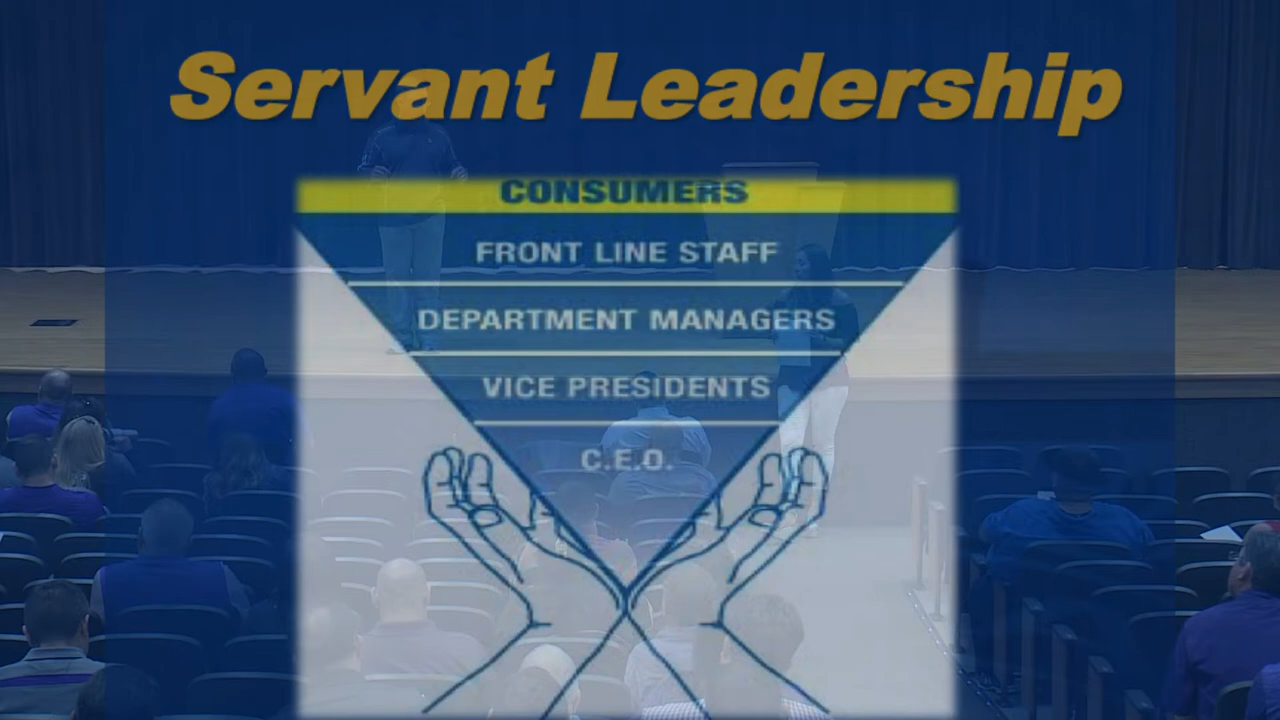 Servant Leadership
CONSUMERS
FRONT LINE STAFF
DEPARTMENT MANAGERS
VICE PRESIDENTS
C.E.O.